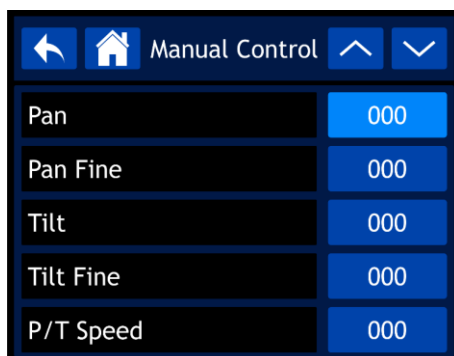 Manual Control
Pan 000
Pan Fine 000
Tilt 000
Tilt Fine 000
P/T Speed 000